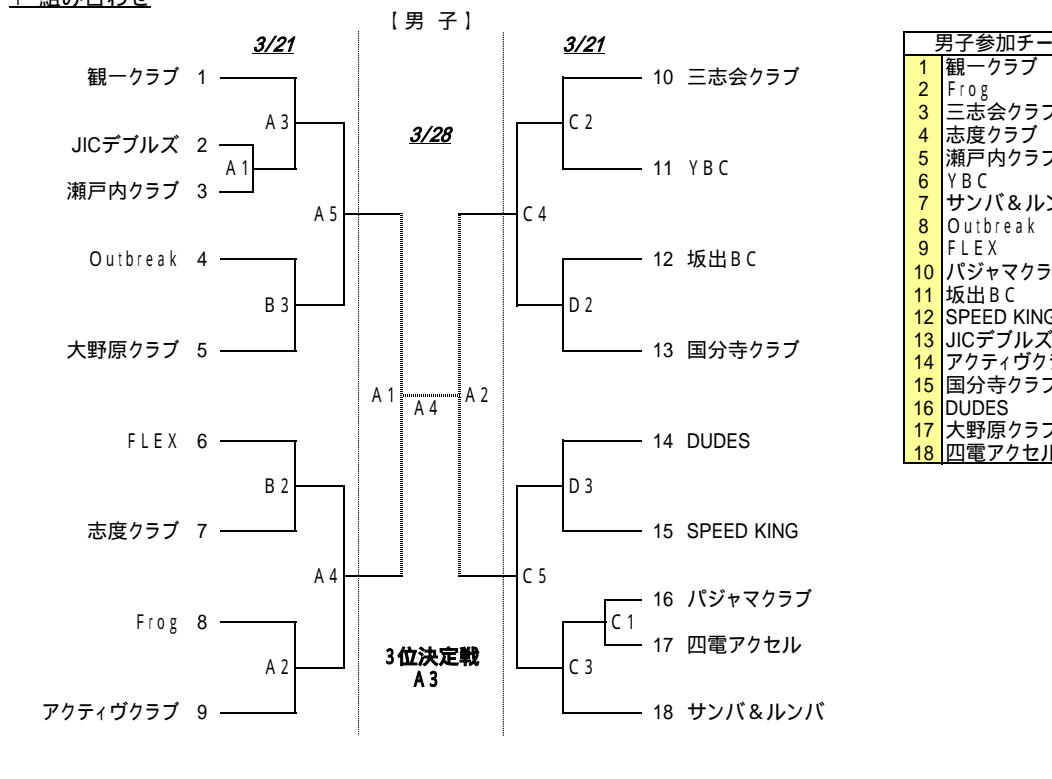 【男 子】
3/21
3/21
3/28
観一クラブ 1
JICデブルズ 2
瀬戸内クラブ 3
Outbreak 4
大野原クラブ 5
FLEX 6
志度クラブ 7
Frog 8
アクティヴクラブ 9
A3
A1
A5
B3
B2
A4
A2
A1
A4
A2
3位決定戦
A3
C2
C4
D2
D3
C5
C1
C3
10 三志会クラブ
11 YBC
12 坂出BC
13 国分寺クラブ
14 DUDES
15 SPEED KING
16 パジャマクラブ
17 四電アクセル
18 サンバ&ルンバ
男子参加チー
1 観一クラブ
2 Frog
3 三志会クラブ
4 志度クラブ
5 瀬戸内クラブ
6 YBC
7 サンバ&ルン
8 Outbreak
9 FLEX
10 パジャマクラ
11 坂出BC
12 SPEED KING
13 JICデブルズ
14 アクティヴク
15 国分寺クラブ
16 DUDES
17 大野原クラブ
18 四電アクセル